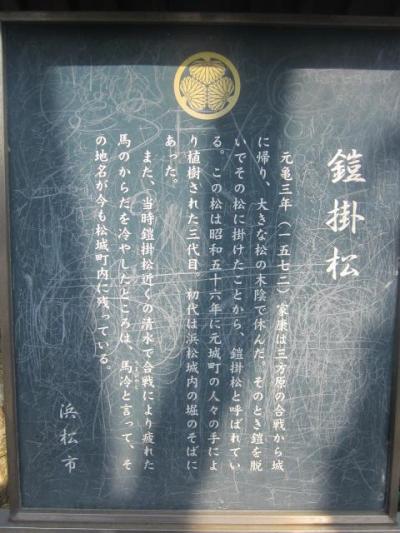 鎧掛松
元亀三年(一五七二)家康は三方原の合戦から城
に帰り、大きな松の木陰で休んだ。そのとき鎧を脱
いでその松に掛けたことから、鎧掛松と呼ばれてい
る。この松は昭和五十六年に元城町の人々の手によ
り植樹された三代目 初代は浜松城内の堀のそばに
あった。
また、当時鎧掛松近くの清水で合戦により疲れた
馬のからだを冷やしたところは、馬冷と言って、そ
の地名が今も松城町内に残っている。
浜松市